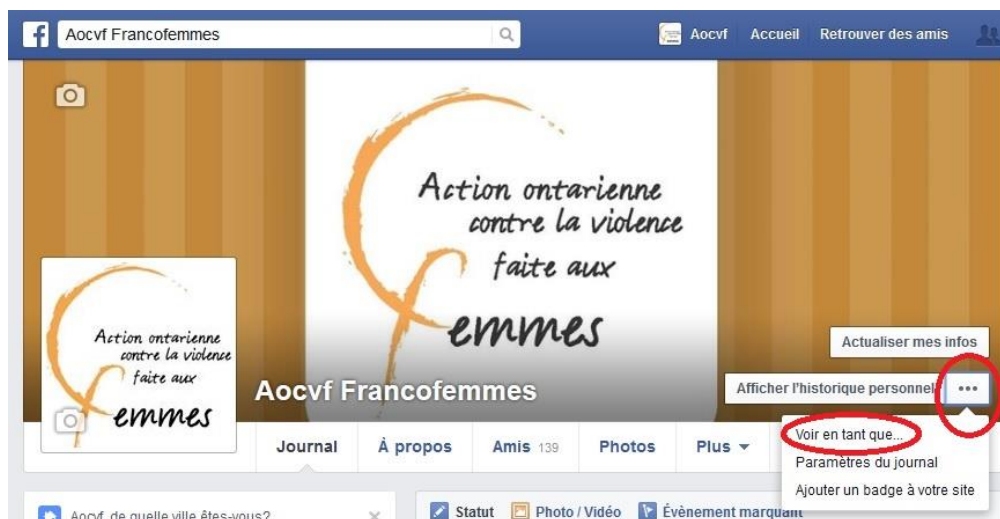 Aocvf Francofemmes
Aocvf Accueil Retrouver des amis
Action ontarienne
contre la violence
faite aux
femmes
Action ontarienne
contre la violence
faite aux
femmes
Aocvf Francofemmes
Actualiser mes infos
Afficher l'historique personnel
Voir en tant que...
Paramètres du journal
Ajouter un badge à votre site
Journal À propos Amis 139 Photos Plus
Aocvf, de quelle ville êtes-vous?
Statut Photo / Vidéo Évènement marquant